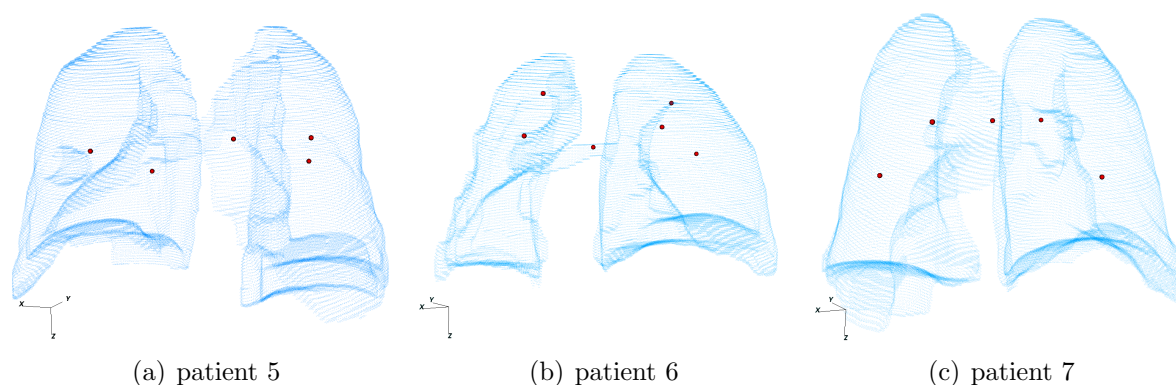 X Y Z
Y X Z
Y X Z
(a) patient 5
(b) patient 6
(c) patient 7